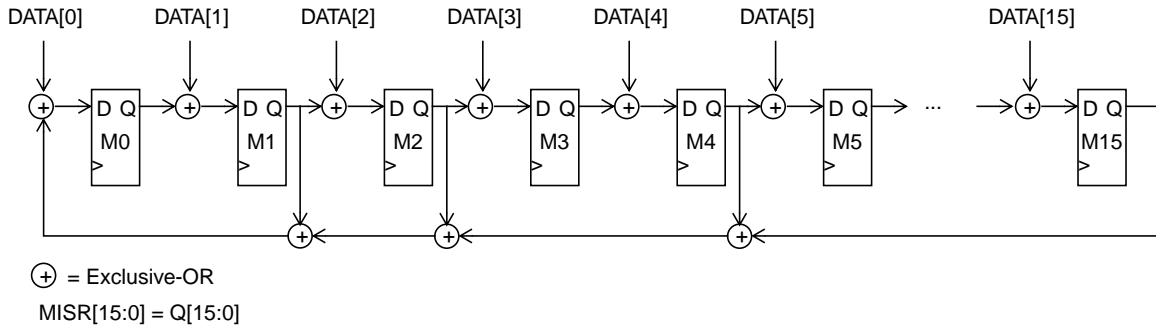 DATA[0] DATA[1] DATA[2] DATA[3] DATA[4] DATA[5] DATA[15]
+ D Q + D Q + D Q + D Q + D Q + D Q ... + D Q
M0 M1 M2 M3 M4 M5 M15
+ + +
+ = Exclusive-OR
MISR[15:0] = Q[15:0]